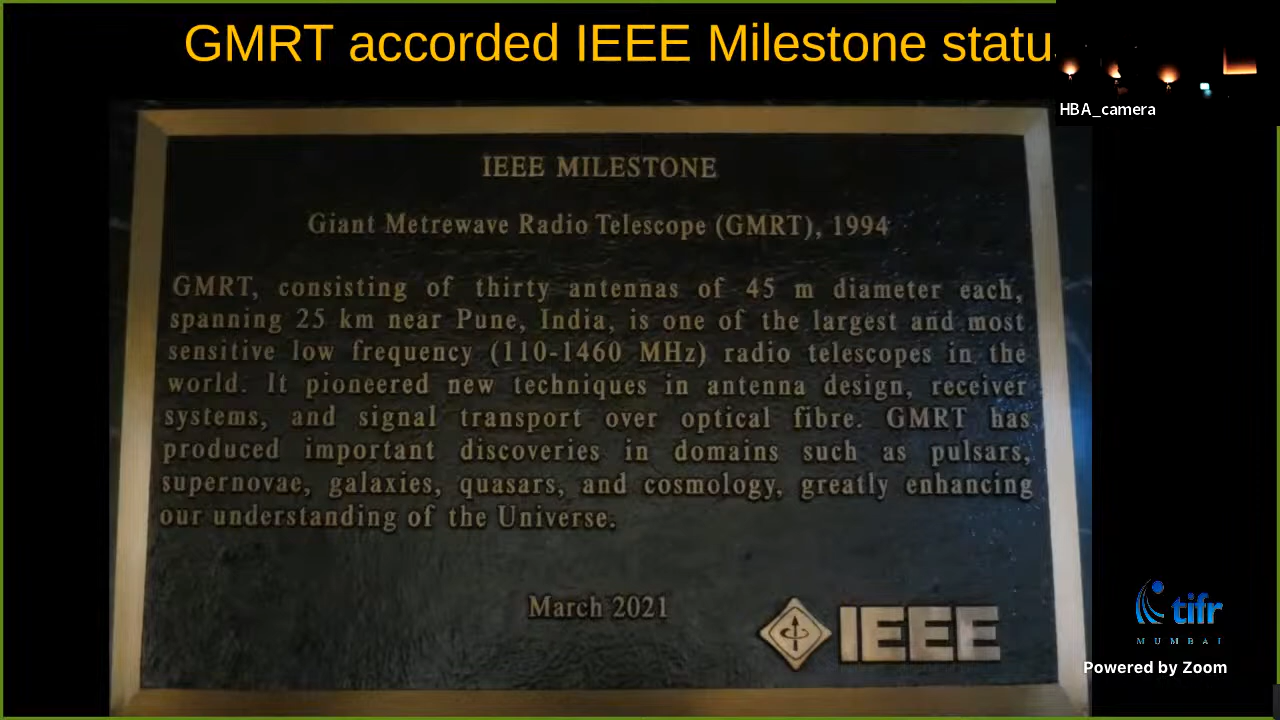 GMRT accorded IEEE Milestone statu
HBA_camera
IEEE MILESTONE
Giant Metrewave Radio Telescope (GMRT), 1994
GMRT, consisting of thirty antennas of 45 m diameter each,
spanning 25 km near Pune, India, is one of the largest and most
sensitive low frequency (110-1460 MHz) radio telescopes in the
world. It pioneered new techniques in antenna design, receiver
systems, and signal transport over optical fibre. GMRT has
produced important discoveries in domains such as pulsars,
supernovae, galaxies, quasars, and cosmology, greatly enhancing
our understanding of the Universe.
March 2021
IEEE
tifr
MUMBAI
Powered by Zoom